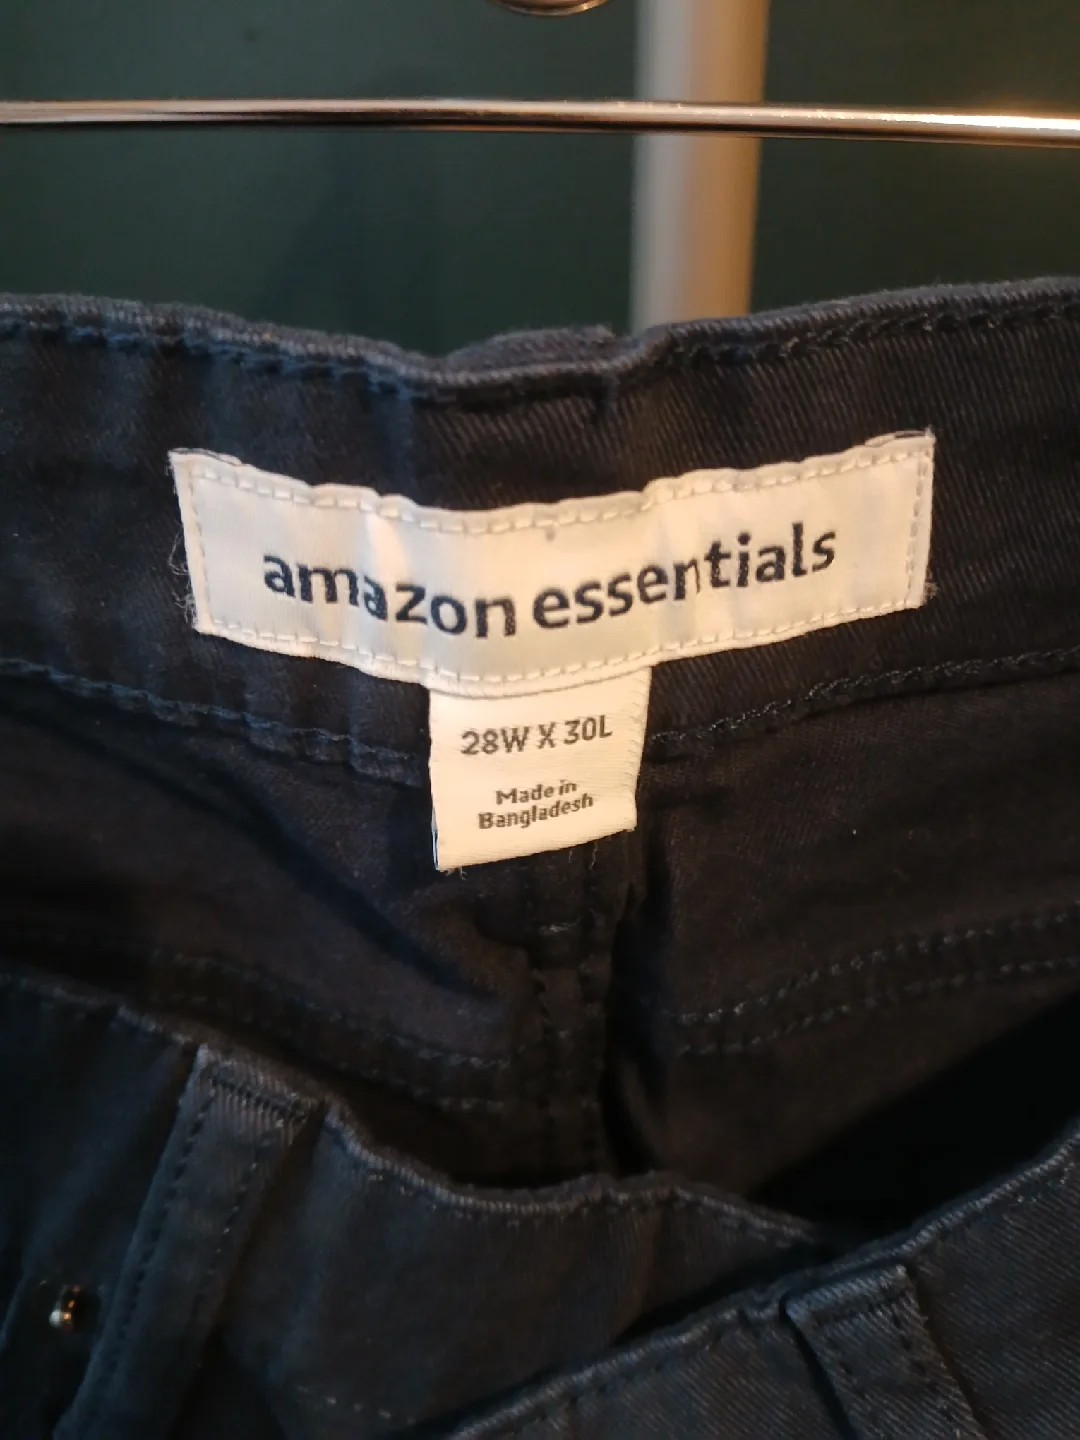 amazon essentials
28W X 30L
Made in
Bangladesh